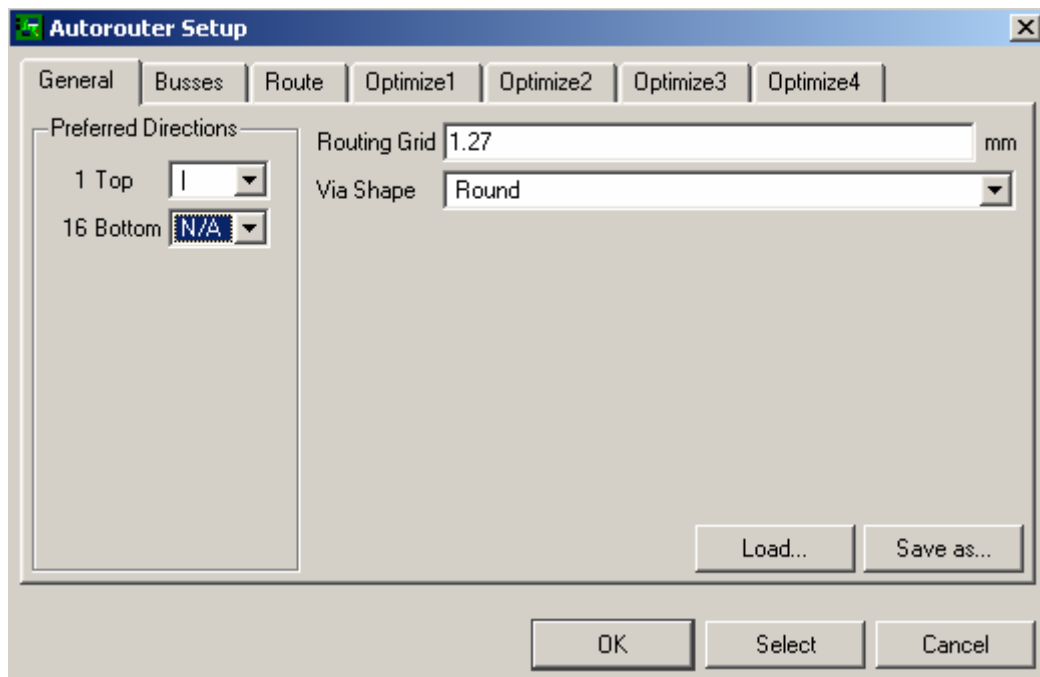 Autorouter Setup
General Busses Route Optimize1 Optimize2 Optimize3 Optimize4
Preferred Directions
Routing Grid 1.27 mm
1 Top |
Via Shape Round
16 Bottom N/A
Load... Save as...
OK Select Cancel